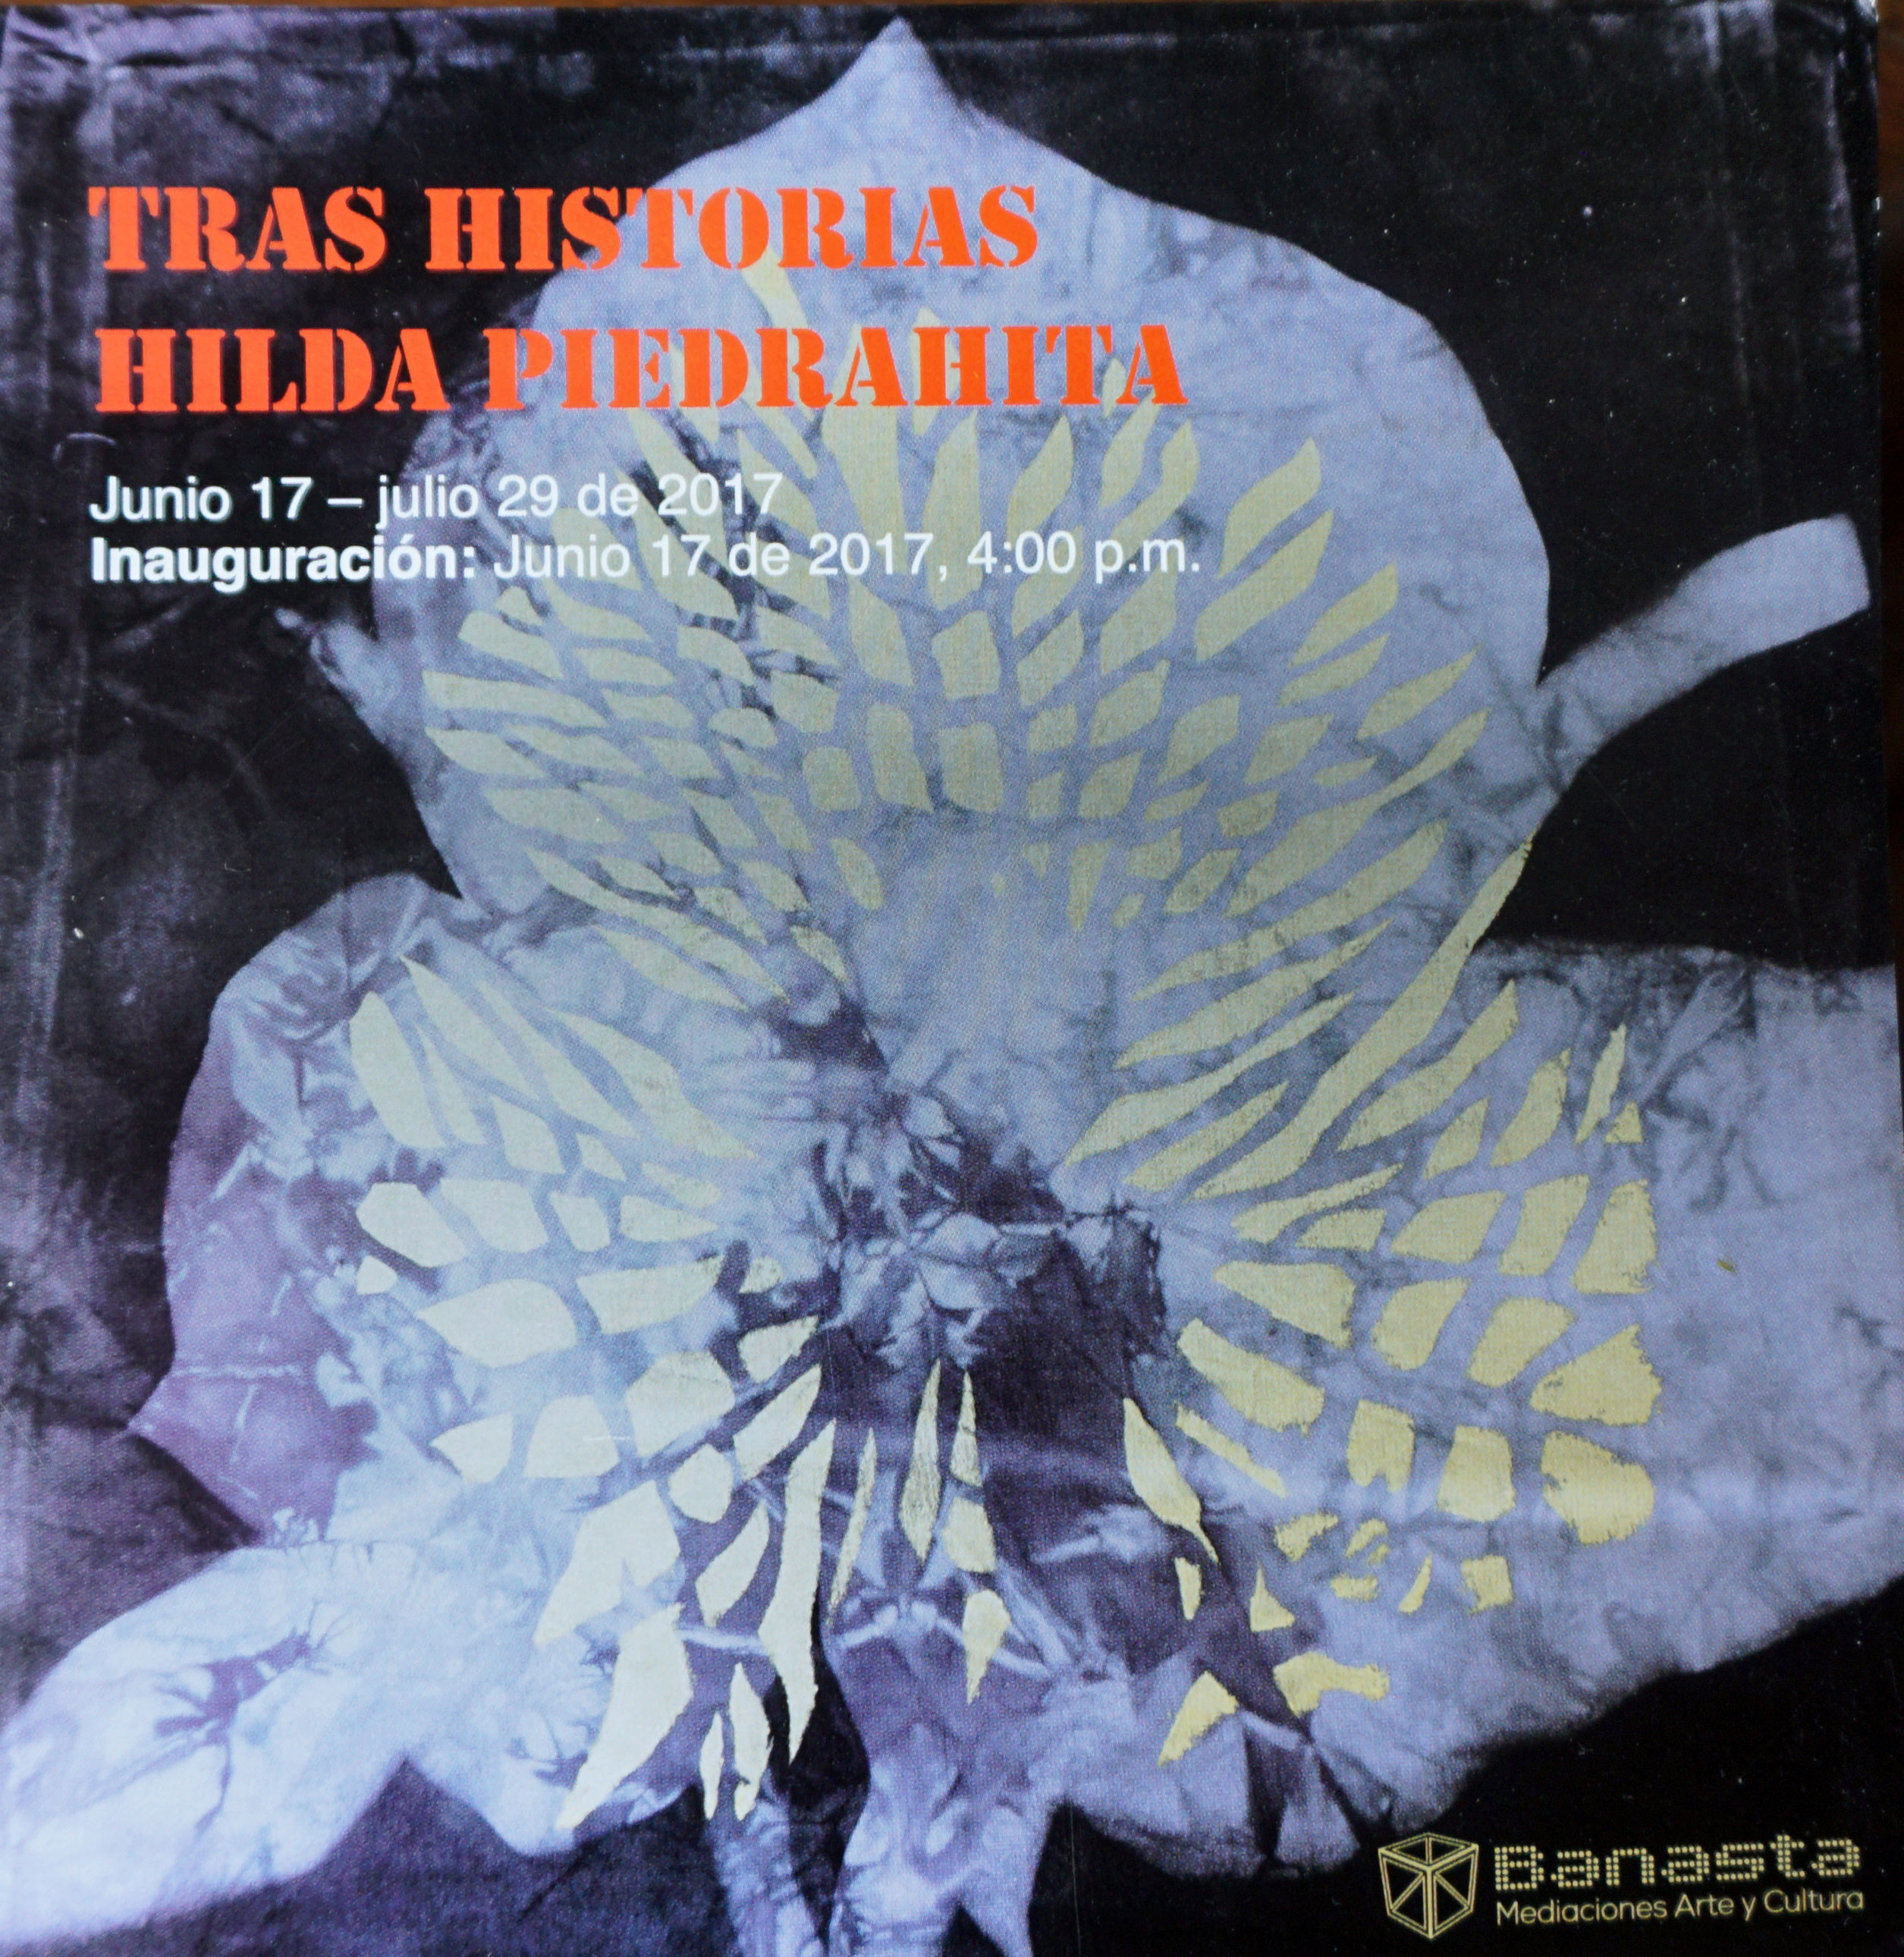 TRAS HISTORIAS
HILDA PIEDRAHITA
Junio 17 – julio 29 de 2017
Inauguración: Junio 17 de 2017, 4:00 p.m.
Banasta
Mediaciones Arte y Cultura